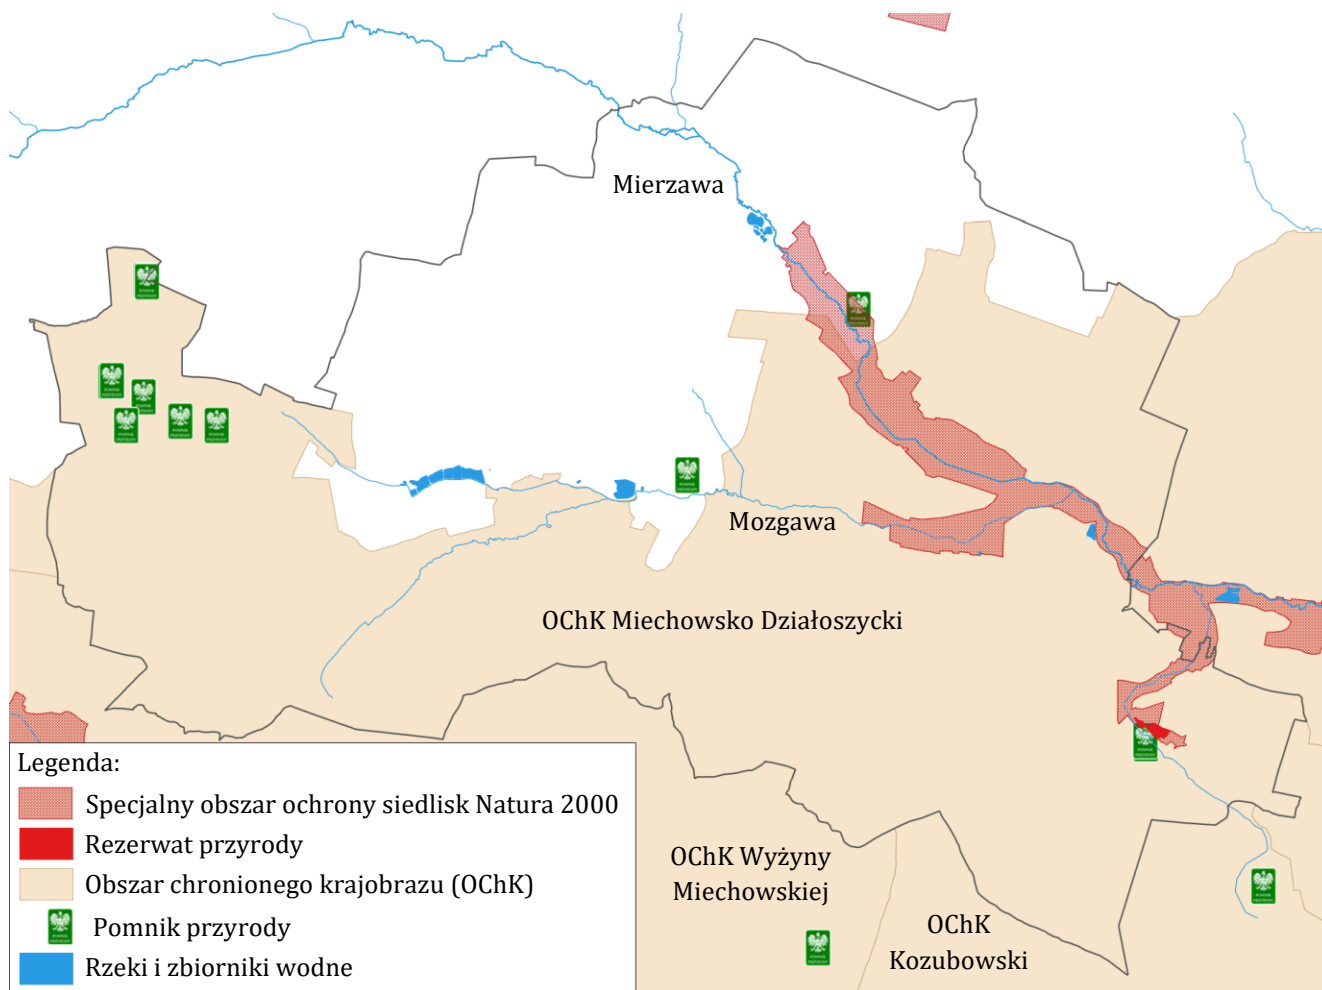 Mierzawa
Mozgawa
OChK Miechowsko Działoszycki
OChK Wyżyny
Miechowskiej
OChK
Kozubowski
Legenda:
Specjalny obszar ochrony siedlisk Natura 2000
Rezerwat przyrody
Obszar chronionego krajobrazu (OChK)
Pomnik przyrody
Rzeki i zbiorniki wodne